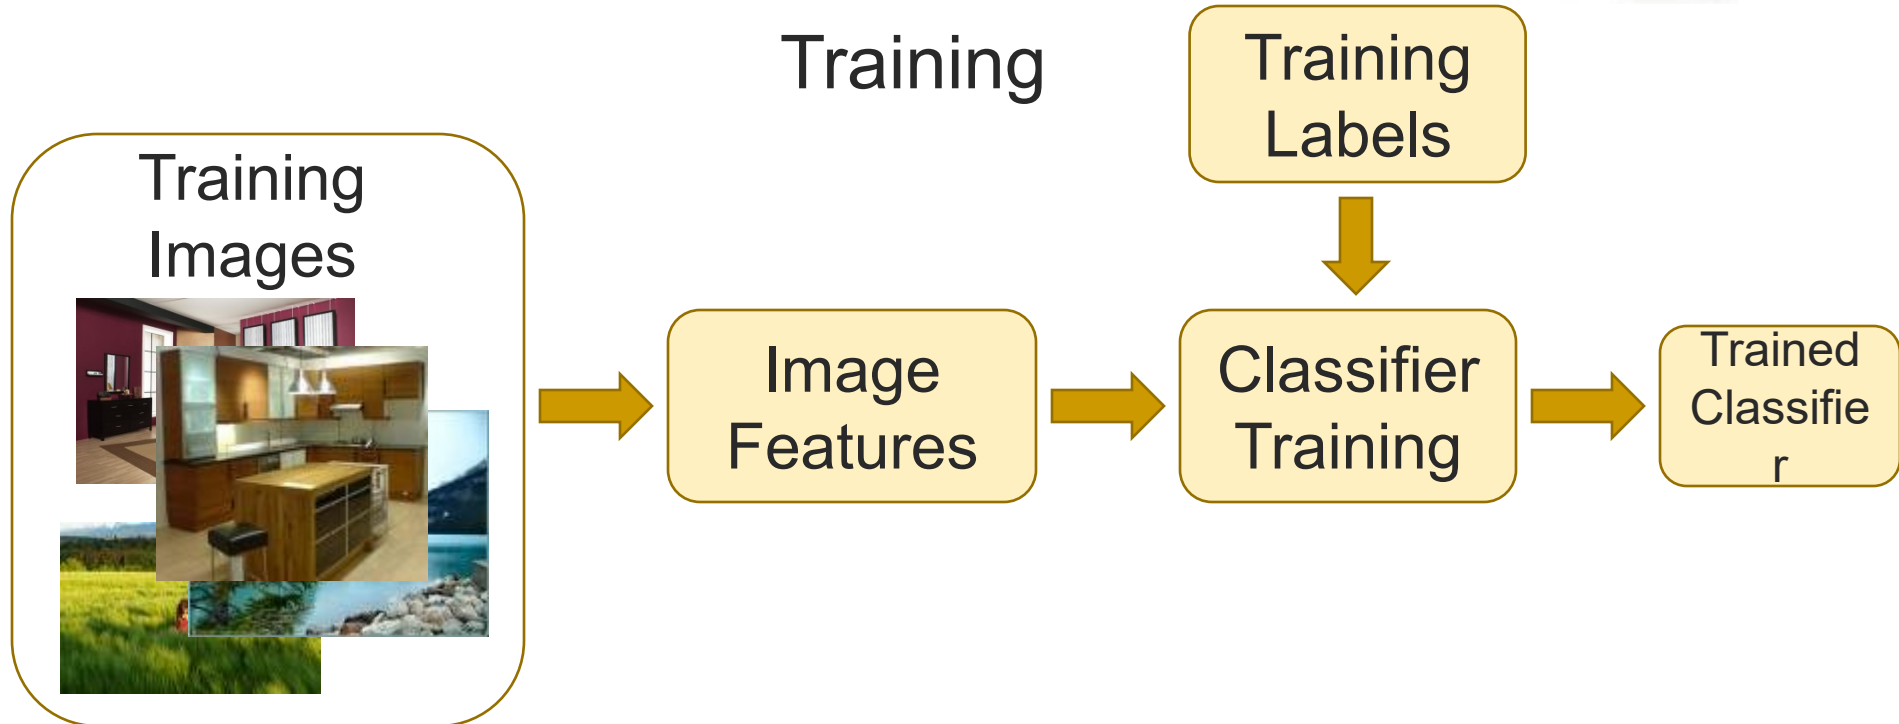 Training
Training
Labels
Training
Images
Image
Features
Classifier
Training
Trained
Classifie
r